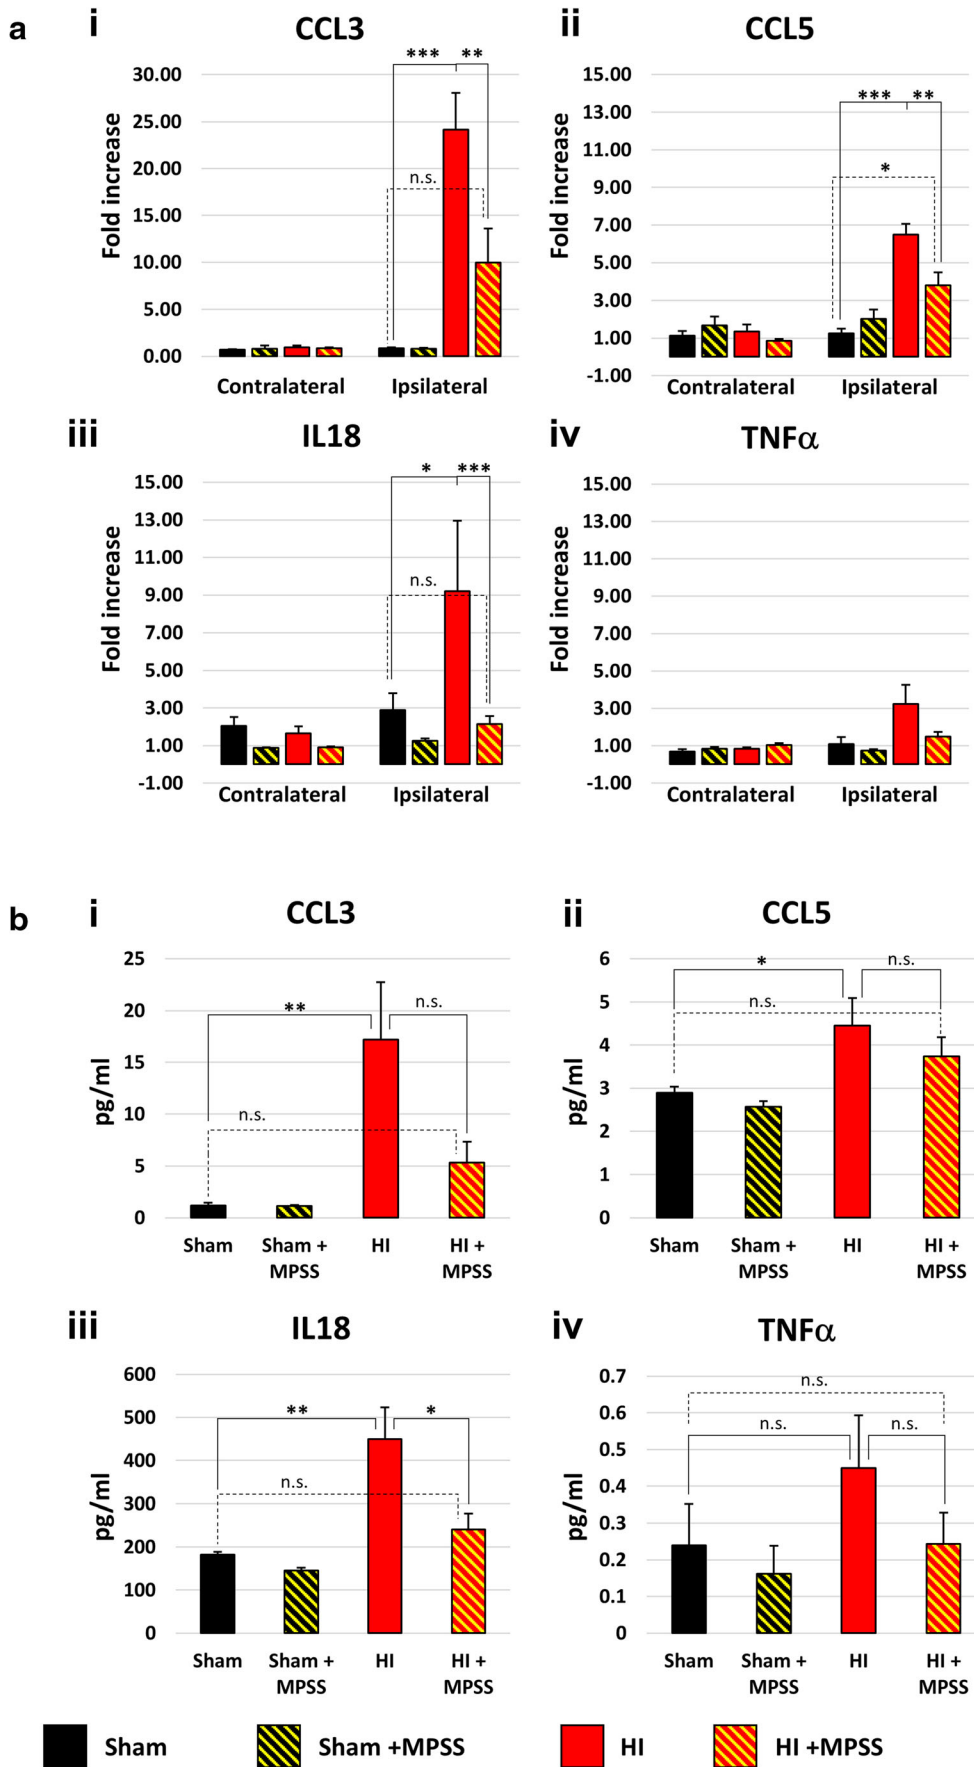 a
i
CCL3
Fold increase
30.00
25.00
20.00
15.00
10.00
5.00
0.00
***
**
n.s.
Contralateral
Ipsilateral
ii
CCL5
Fold increase
15.00
13.00
11.00
9.00
7.00
5.00
3.00
1.00
-1.00
***
**
*
Contralateral
Ipsilateral
iii
IL18
Fold increase
15.00
13.00
11.00
9.00
7.00
5.00
3.00
1.00
-1.00
*
***
n.s.
Contralateral
Ipsilateral
iv
TNFα
Fold increase
15.00
13.00
11.00
9.00
7.00
5.00
3.00
1.00
-1.00
Contralateral
Ipsilateral
b
i
CCL3
pg/ml
25
20
15
10
5
0
**
n.s.
n.s.
Sham
Sham +
MPSS
HI
HI +
MPSS
ii
CCL5
pg/ml
6
5
4
3
2
1
0
*
n.s.
n.s.
Sham
Sham +
MPSS
HI
HI +
MPSS
iii
IL18
pg/ml
600
500
400
300
200
100
0
**
*
n.s.
Sham
Sham +
MPSS
HI
HI +
MPSS
iv
TNFα
pg/ml
0.7
0.6
0.5
0.4
0.3
0.2
0.1
0
n.s.
n.s.
n.s.
Sham
Sham +
MPSS
HI
HI +
MPSS
Sham
Sham +MPSS
HI
HI +MPSS